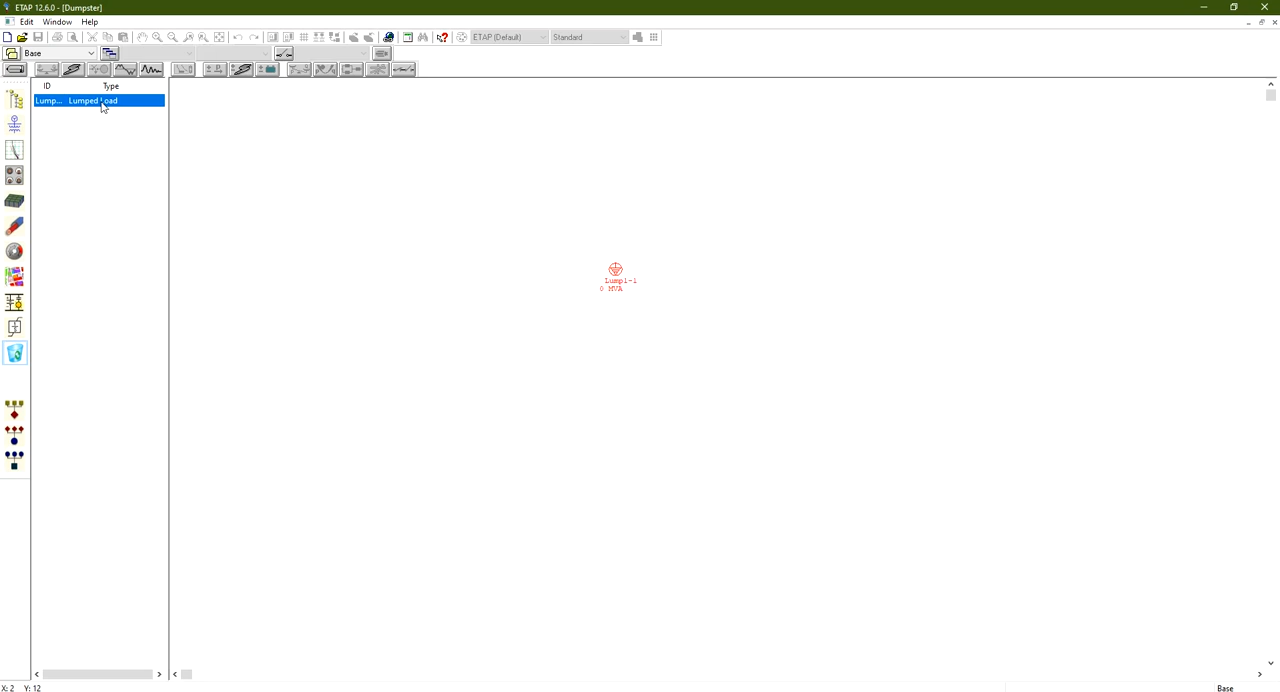 ETAP 12.6.0 - [Dumpster]
Edit Window Help
ETAP (Default) Standard
Base
ID Type
Lump... Lumped Load
Lump1-1
0 MVA
X: 2 Y: 12 Base